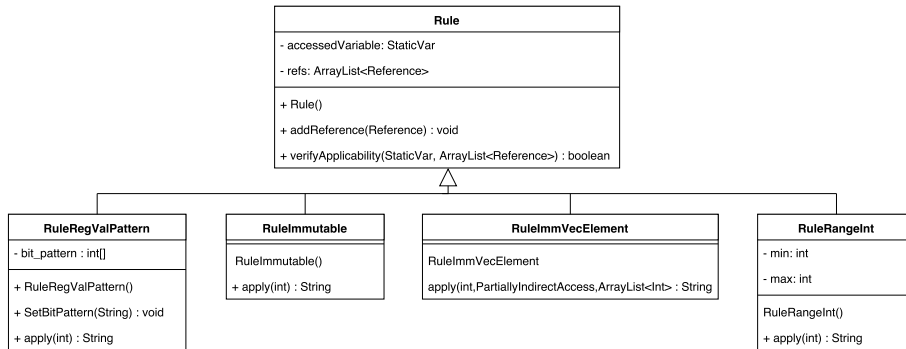 Rule
- accessedVariable: StaticVar
- refs: ArrayList<Reference>
+ Rule()
+ addReference(Reference) : void
+ verifyApplicability(StaticVar, ArrayList<Reference>) : boolean
RuleRegValPattern
- bit_pattern : int[]
+ RuleRegValPattern()
+ SetBitPattern(String) : void
+ apply(int) : String
RuleImmutable
RuleImmutable()
+ apply(int) : String
RuleImmVecElement
RuleImmVecElement
apply(int,PartiallyIndirectAccess,ArrayList<Int> : String
RuleRangeInt
- min: int
- max: int
RuleRangeInt()
+ apply(int) : String